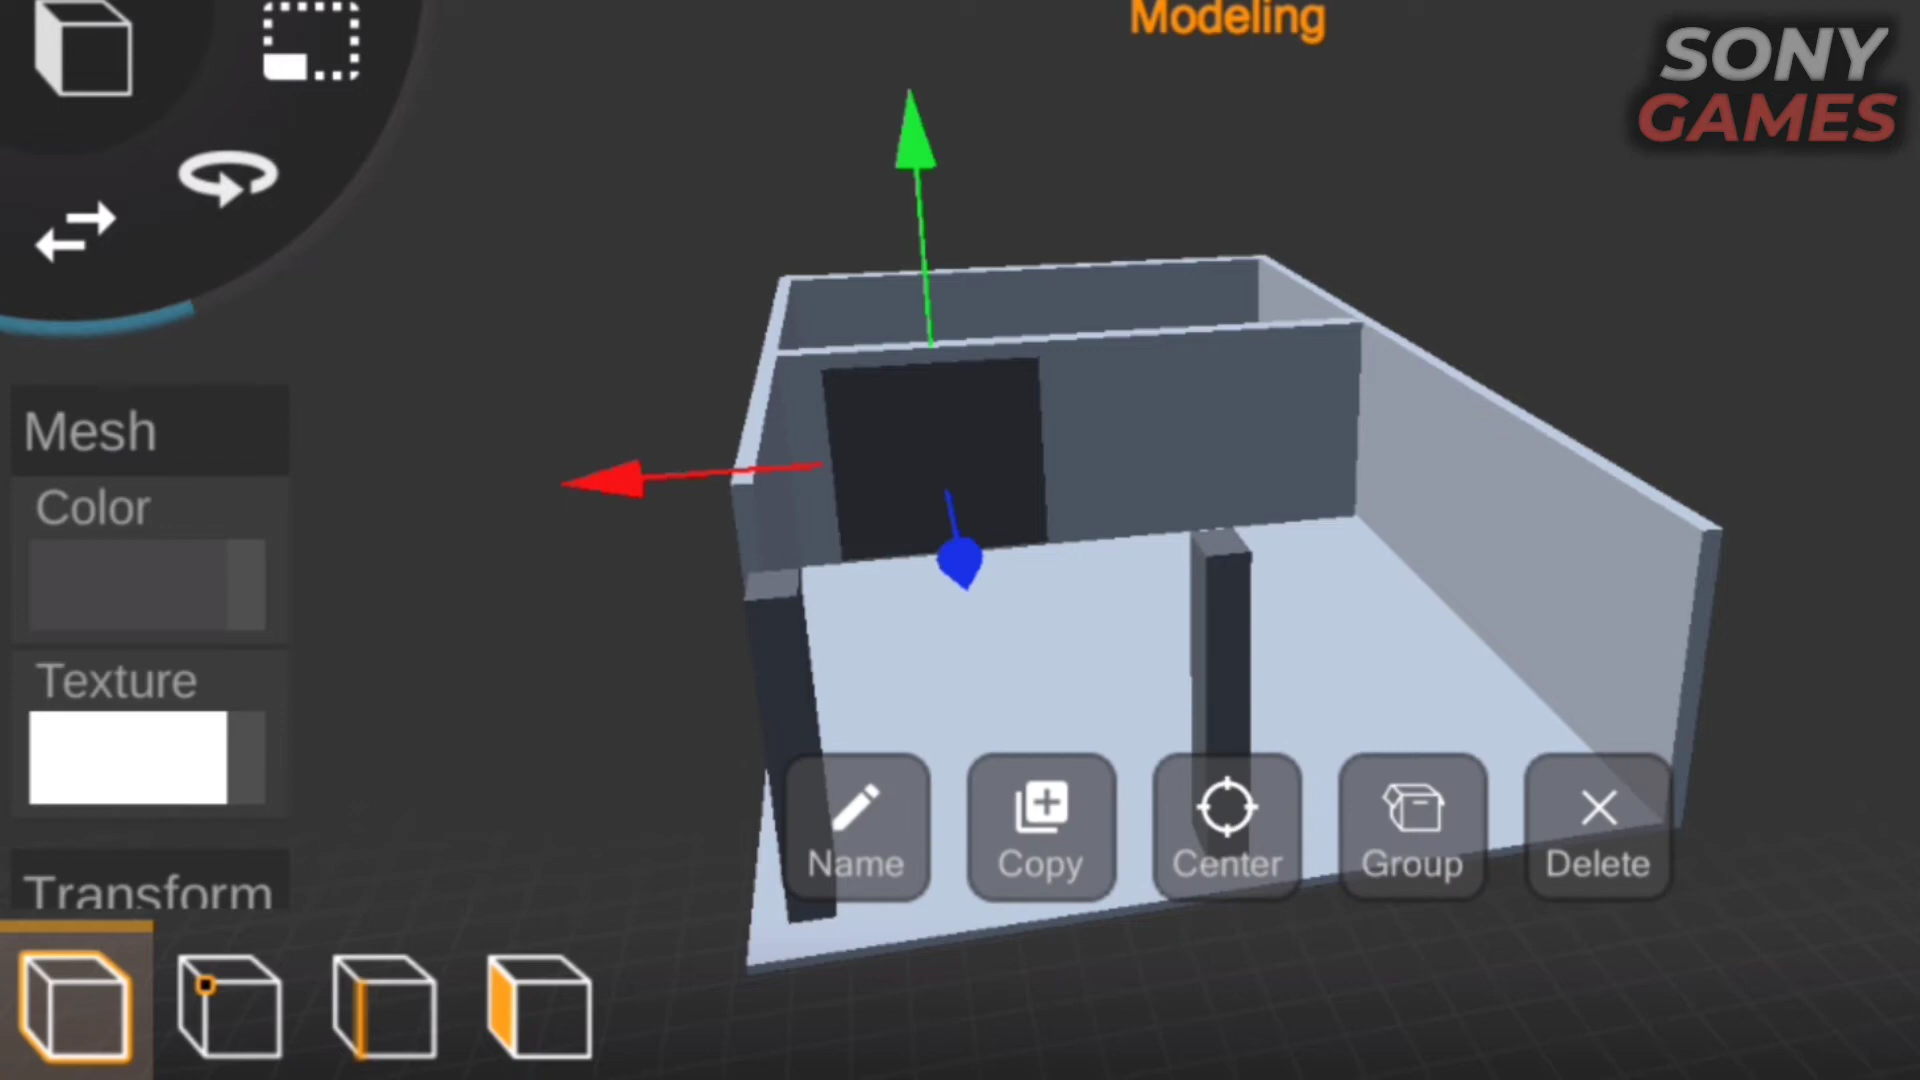 Modeling
SONY
GAMES
Mesh
Color
Texture
Transform
Name
Copy
Center
Group
Delete